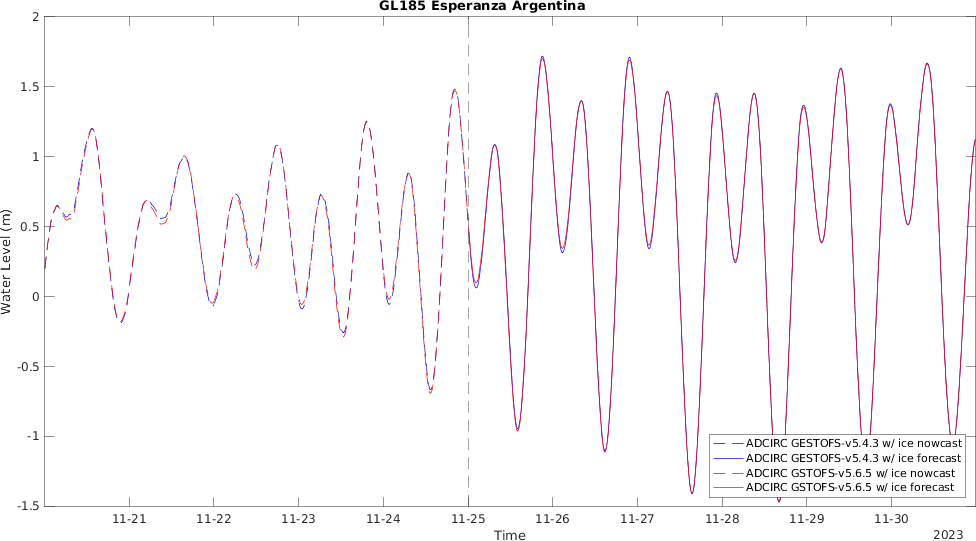 GL185 Esperanza Argentina
Water Level (m)
2
1.5
1
0.5
0
-0.5
-1
-1.5
ADCIRC GESTOFS-v5.4.3 w/ ice nowcast
ADCIRC GESTOFS-v5.4.3 w/ ice forecast
ADCIRC GSTOFS-v5.6.5 w/ ice nowcast
ADCIRC GSTOFS-v5.6.5 w/ ice forecast
11-21 11-22 11-23 11-24 11-25 11-26 11-27 11-28 11-29 11-30
Time
2023